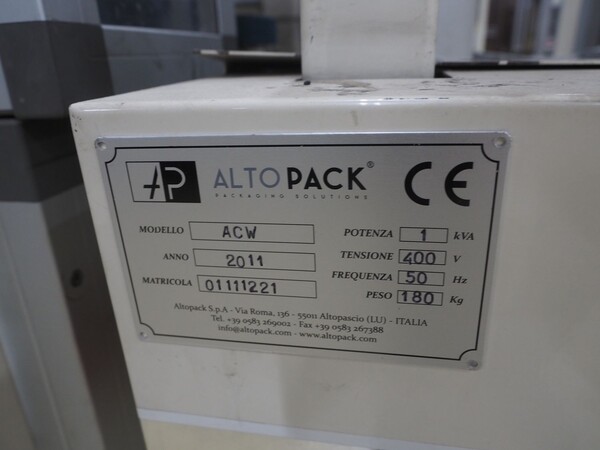 AP ALTOPACK® CE
PACKAGING SOLUTIONS
MODELLO ACW
ANNO 2011
MATRICOLA 01111221
POTENZA 1 kVA
TENSIONE 400 V
FREQUENZA 50 Hz
PESO 180 Kg
Altopack S.p.A - Via Roma, 136 - 55011 Altopascio (LU) - ITALIA
Tel. +39 0583 269002 - Fax +39 0583 267388
info@altopack.com - www.altopack.com